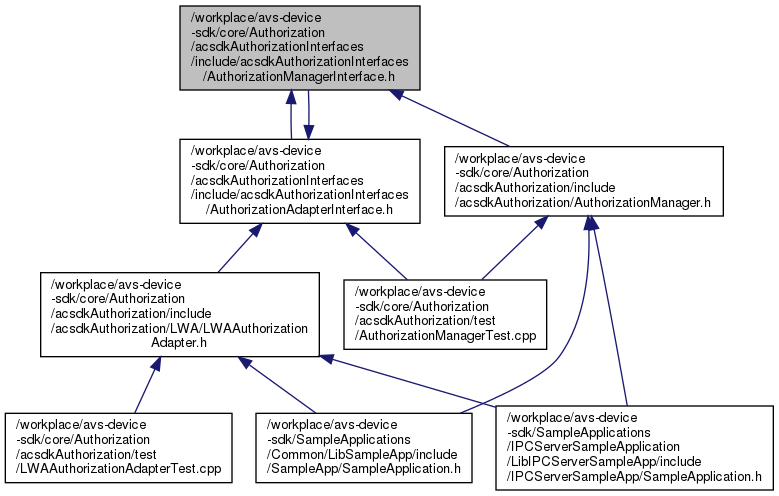 /workplace/avs-device
-sdk/core/Authorization
/acsdkAuthorizationInterfaces
/include/acsdkAuthorizationInterfaces
/AuthorizationManagerInterface.h
/workplace/avs-device
-sdk/core/Authorization
/acsdkAuthorizationInterfaces
/include/acsdkAuthorizationInterfaces
/AuthorizationAdapterInterface.h
/workplace/avs-device
-sdk/core/Authorization
/acsdkAuthorization/include
/acsdkAuthorization/AuthorizationManager.h
/workplace/avs-device
-sdk/core/Authorization
/acsdkAuthorization/include
/acsdkAuthorization/LWA/LWAAuthorization
Adapter.h
/workplace/avs-device
-sdk/core/Authorization
/acsdkAuthorization/test
/AuthorizationManagerTest.cpp
/workplace/avs-device
-sdk/core/Authorization
/acsdkAuthorization/test
/LWAAuthorizationAdapterTest.cpp
/workplace/avs-device
-sdk/SampleApplications
/Common/LibSampleApp/include
/SampleApp/SampleApplication.h
/workplace/avs-device
-sdk/SampleApplications
/IPCServerSampleApplication
/LibIPCServerSampleApp/include
/IPCServerSampleApp/SampleApplication.h